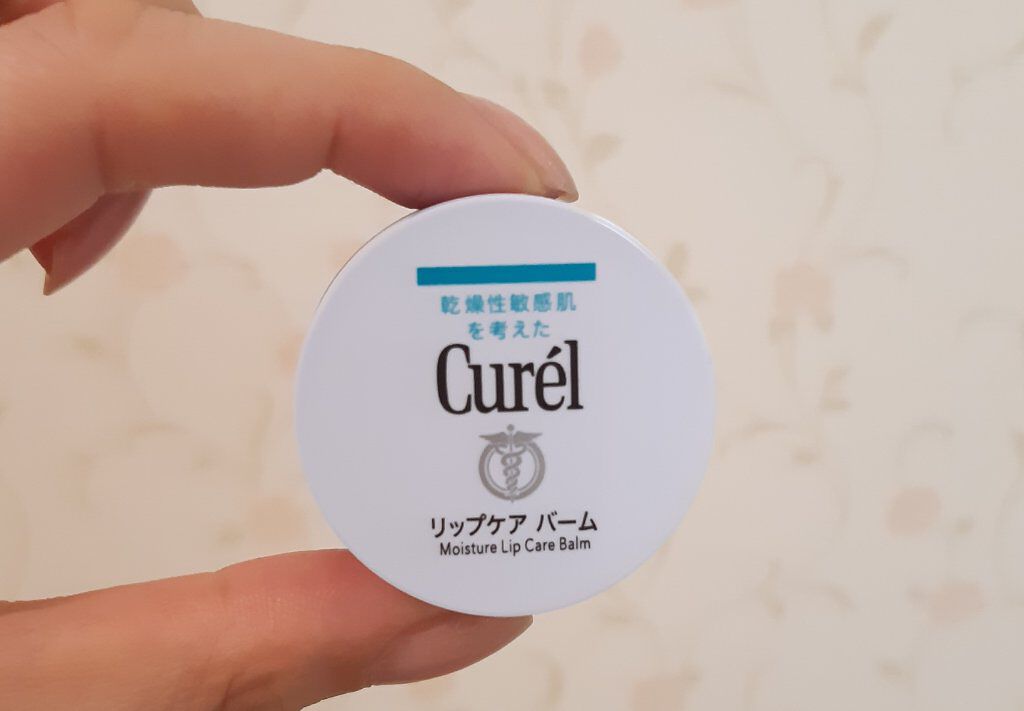 乾燥性敏感肌
を考えた
Curél
リップケア バーム
Moisture Lip Care Balm